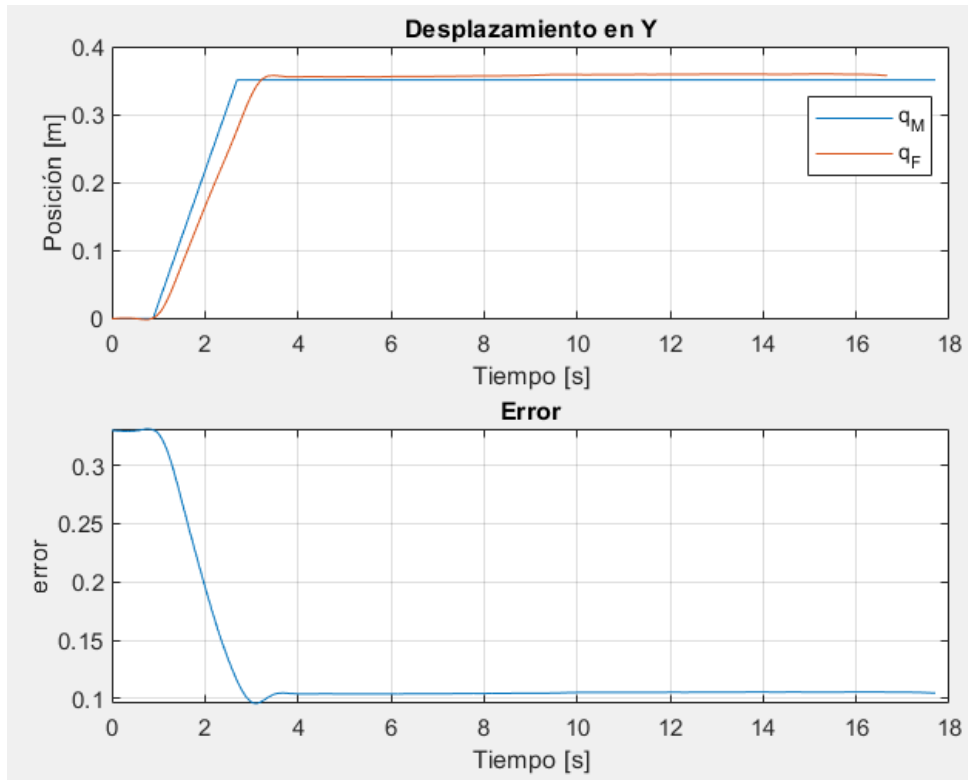 Desplazamiento en Y
0.4
0.3
0.2
0.1
0
Posición [m]
q_M
q_F
0 2 4 6 8 10 12 14 16 18
Tiempo [s]
Error
0.3
0.25
0.2
0.15
0.1
error
0 2 4 6 8 10 12 14 16 18
Tiempo [s]